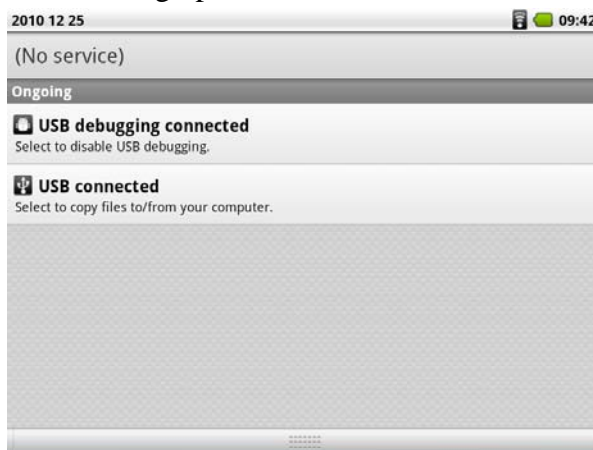 2010 12 25 09:42
(No service)
Ongoing
USB debugging connected
Select to disable USB debugging.
USB connected
Select to copy files to/from your computer.